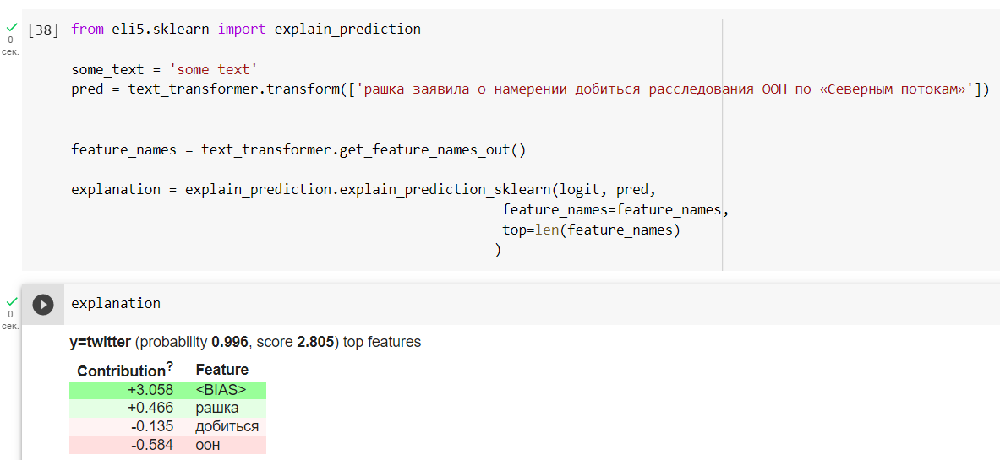 [38] from eli5.sklearn import explain_prediction
0
сек.
some_text = 'some text'
pred = text_transformer.transform(['рашка заявила о намерении добиться расследования ООН по «Северным потокам»'])
feature_names = text_transformer.get_feature_names_out()
explanation = explain_prediction.explain_prediction_sklearn(logit, pred,
feature_names=feature_names,
top=len(feature_names)
)
explanation
0
сек.
y=twitter (probability 0.996, score 2.805) top features
Contribution? Feature
+3.058 <BIAS>
+0.466 рашка
-0.135 добиться
-0.584 оон